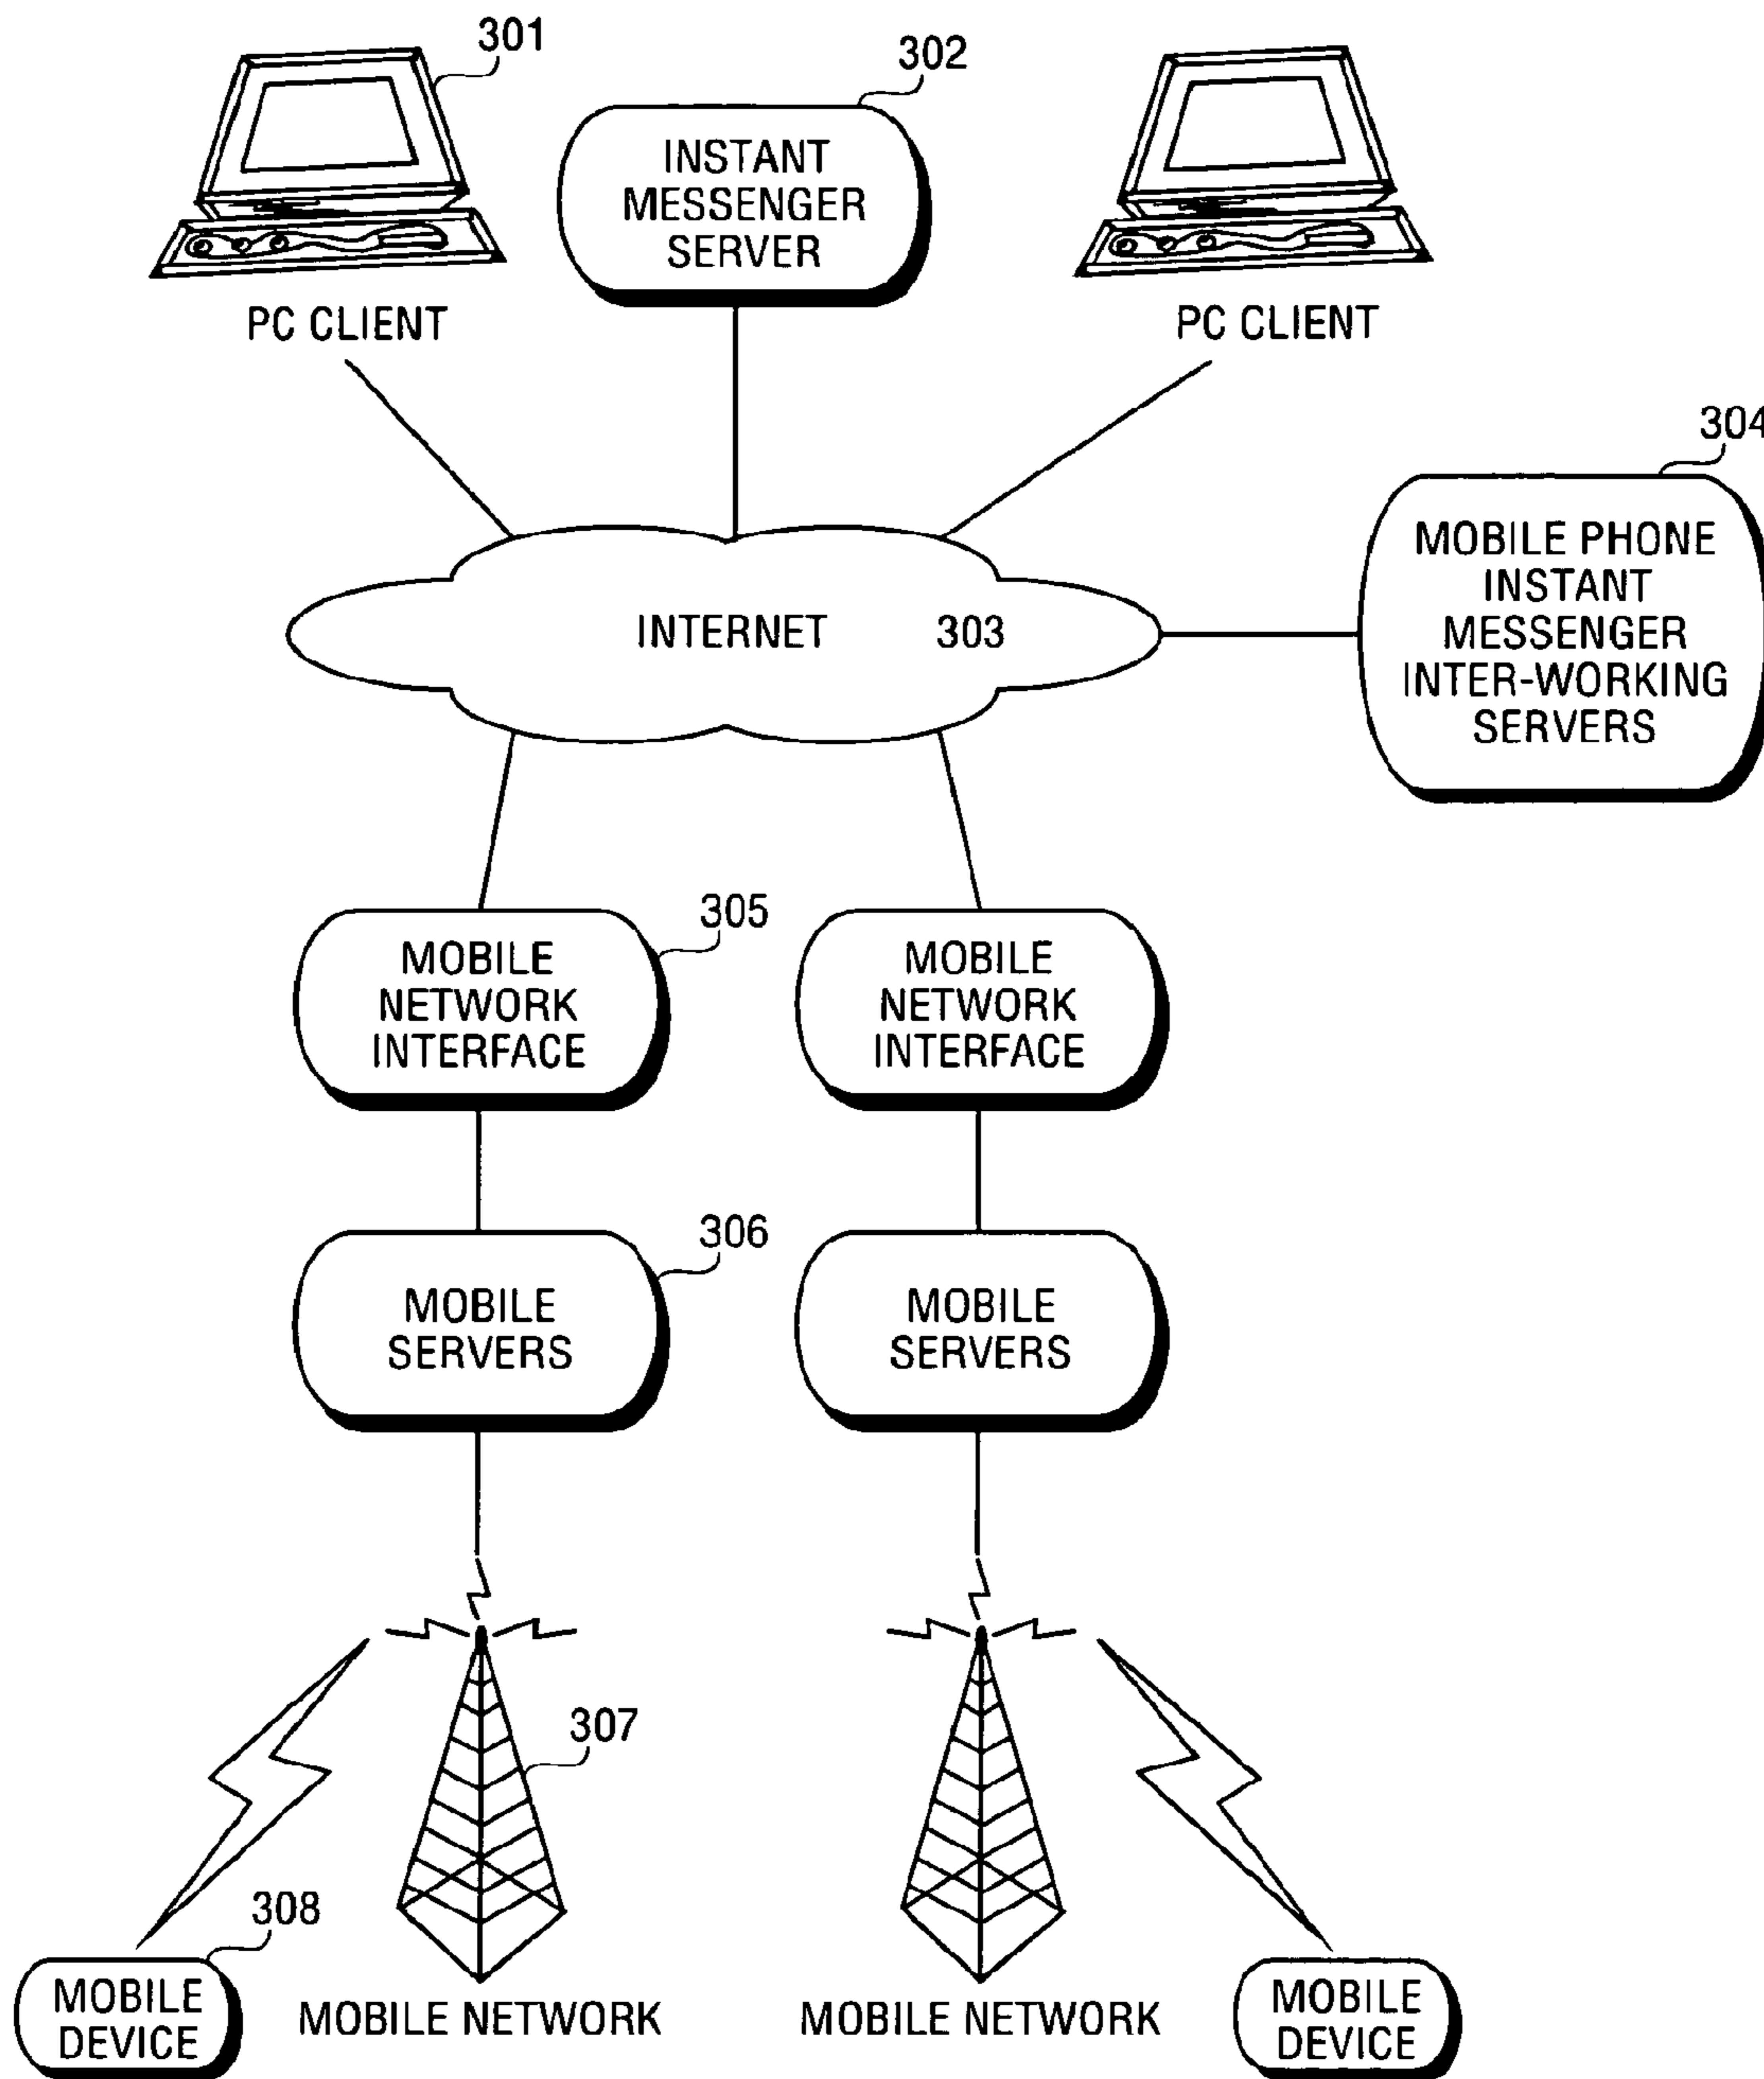 301
302
INSTANT
MESSENGER
SERVER
PC CLIENT
PC CLIENT
304
MOBILE PHONE
INSTANT
MESSENGER
INTER-WORKING
SERVERS
INTERNET 303
305
MOBILE
NETWORK
INTERFACE
MOBILE
NETWORK
INTERFACE
306
MOBILE
SERVERS
MOBILE
SERVERS
307
308
MOBILE
DEVICE
MOBILE NETWORK
MOBILE NETWORK
MOBILE
DEVICE